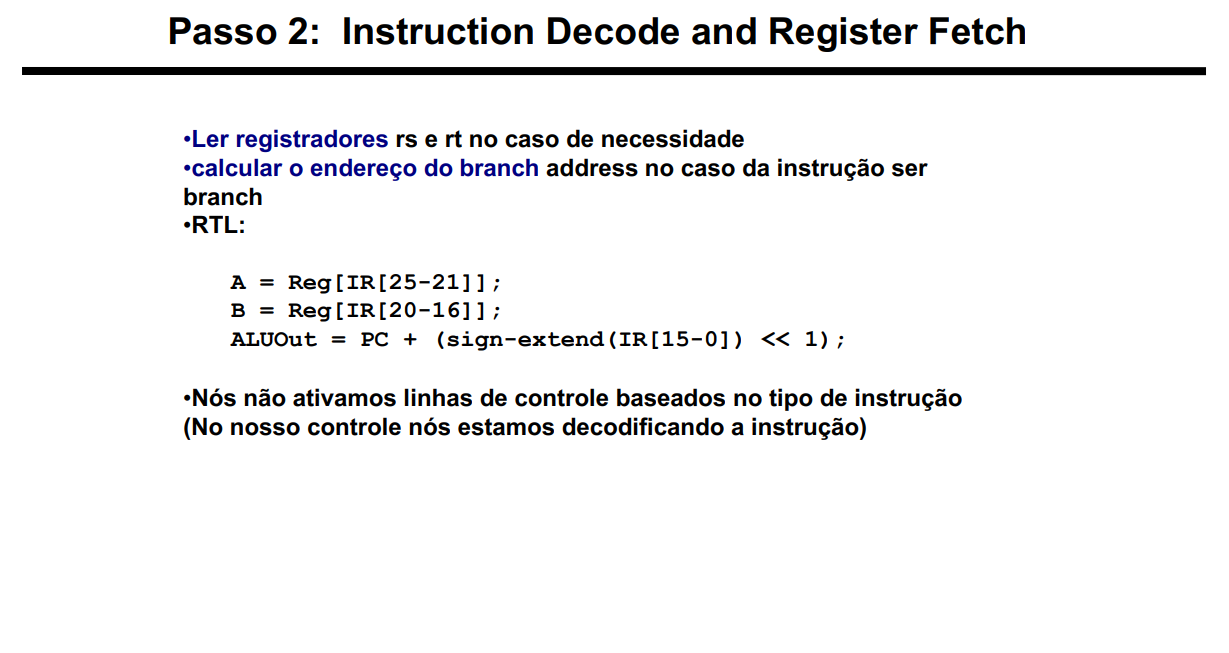 Passo 2:  Instruction Decode and Register Fetch
•Ler registradores rs e rt no caso de necessidade
•calcular o endereço do branch address no caso da instrução ser
branch
•RTL:
A = Reg[IR[25-21]];
B = Reg[IR[20-16]];
ALUOut = PC + (sign-extend(IR[15-0]) << 1);
•Nós não ativamos linhas de controle baseados no tipo de instrução
(No nosso controle nós estamos decodificando a instrução)